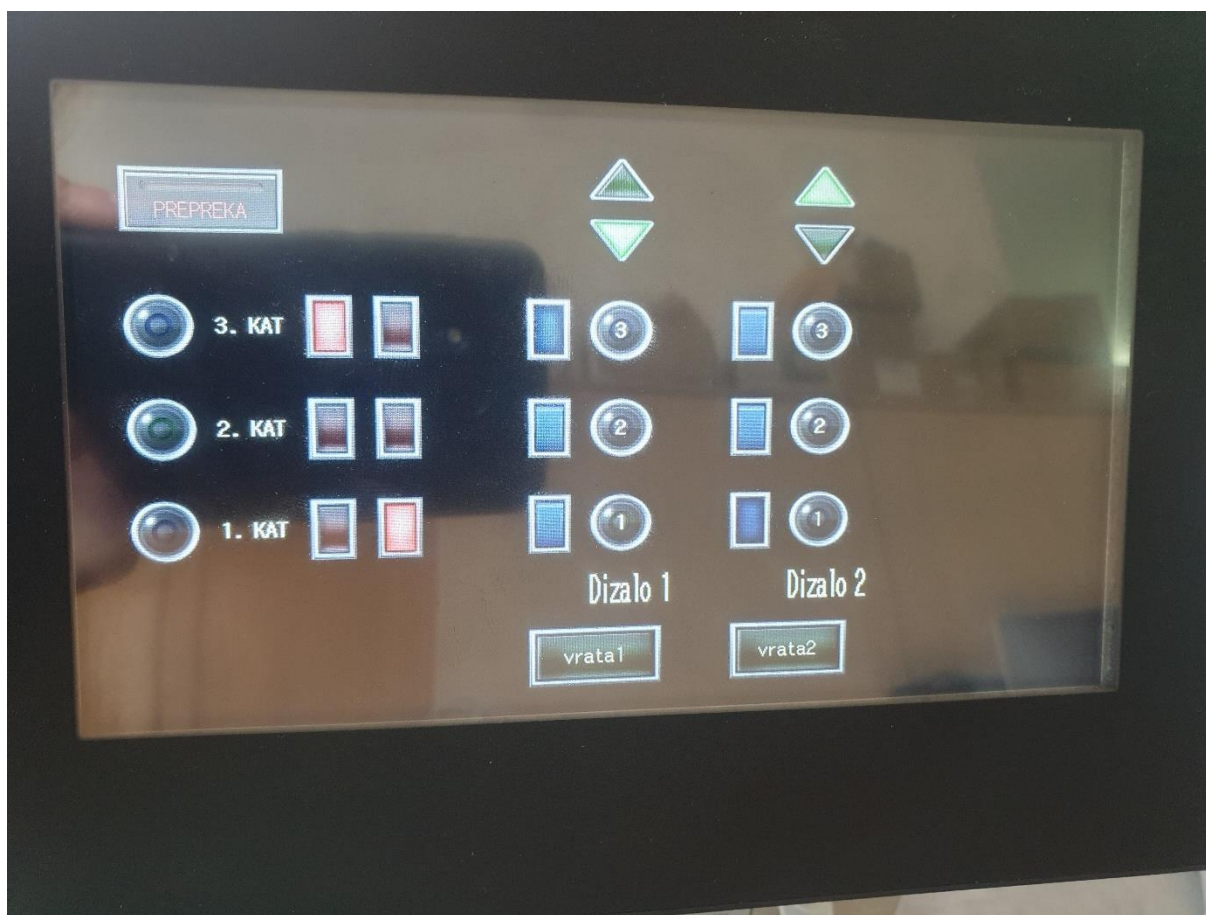 PREPREKA
3. KAT
3
3
2. KAT
2
2
1. KAT
1
1
Dizalo 1
Dizalo 2
vrata1
vrata2